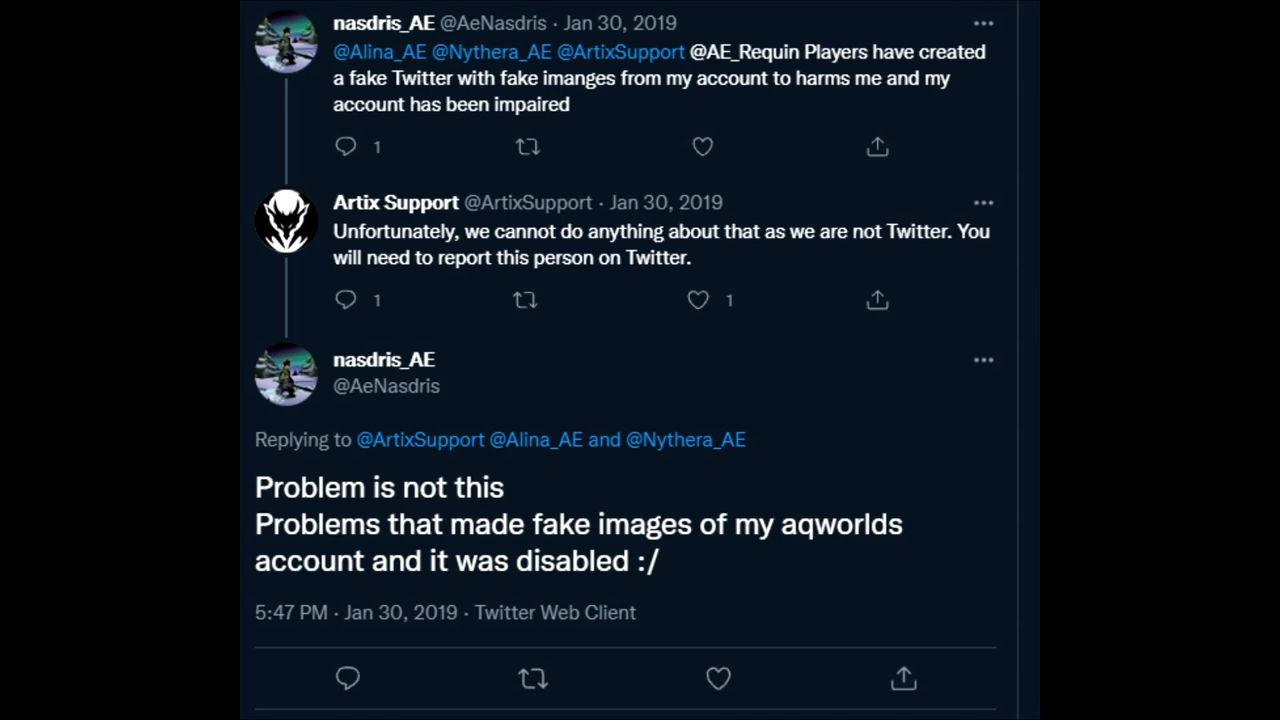 nasdris_AE @AeNasdris · Jan 30, 2019
@Alina_AE @Nythera_AE @ArtixSupport @AE_Requin Players have created
a fake Twitter with fake imanges from my account to harms me and my
account has been impaired
1
Artix Support @ArtixSupport · Jan 30, 2019
Unfortunately, we cannot do anything about that as we are not Twitter. You
will need to report this person on Twitter.
1 1
nasdris_AE
@AeNasdris
Replying to @ArtixSupport @Alina_AE and @Nythera_AE
Problem is not this
Problems that made fake images of my aqworlds
account and it was disabled :/
5:47 PM · Jan 30, 2019 · Twitter Web Client